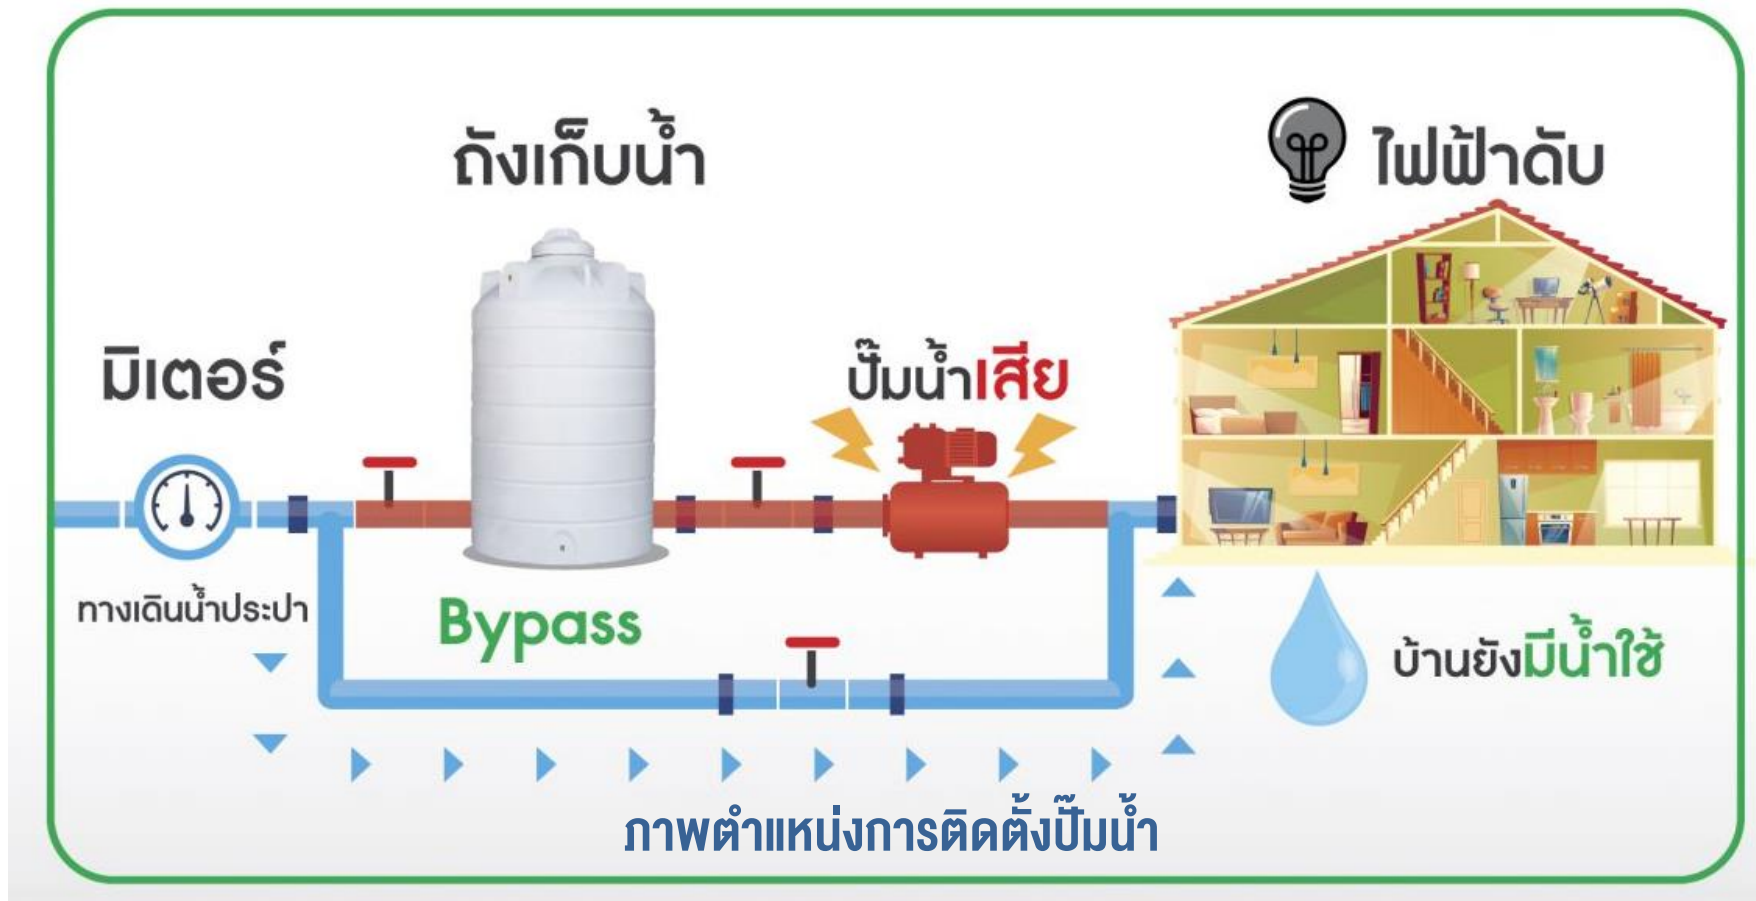 ถังเก็บน้ำ
ไฟฟ้าดับ
มิเตอร์
ปั๊มน้ำเสีย
ทางเดินน้ำประปา
Bypass
บ้านยังมีน้ำใช้
ภาพตำแหน่งการติดตั้งปั๊มน้ำ